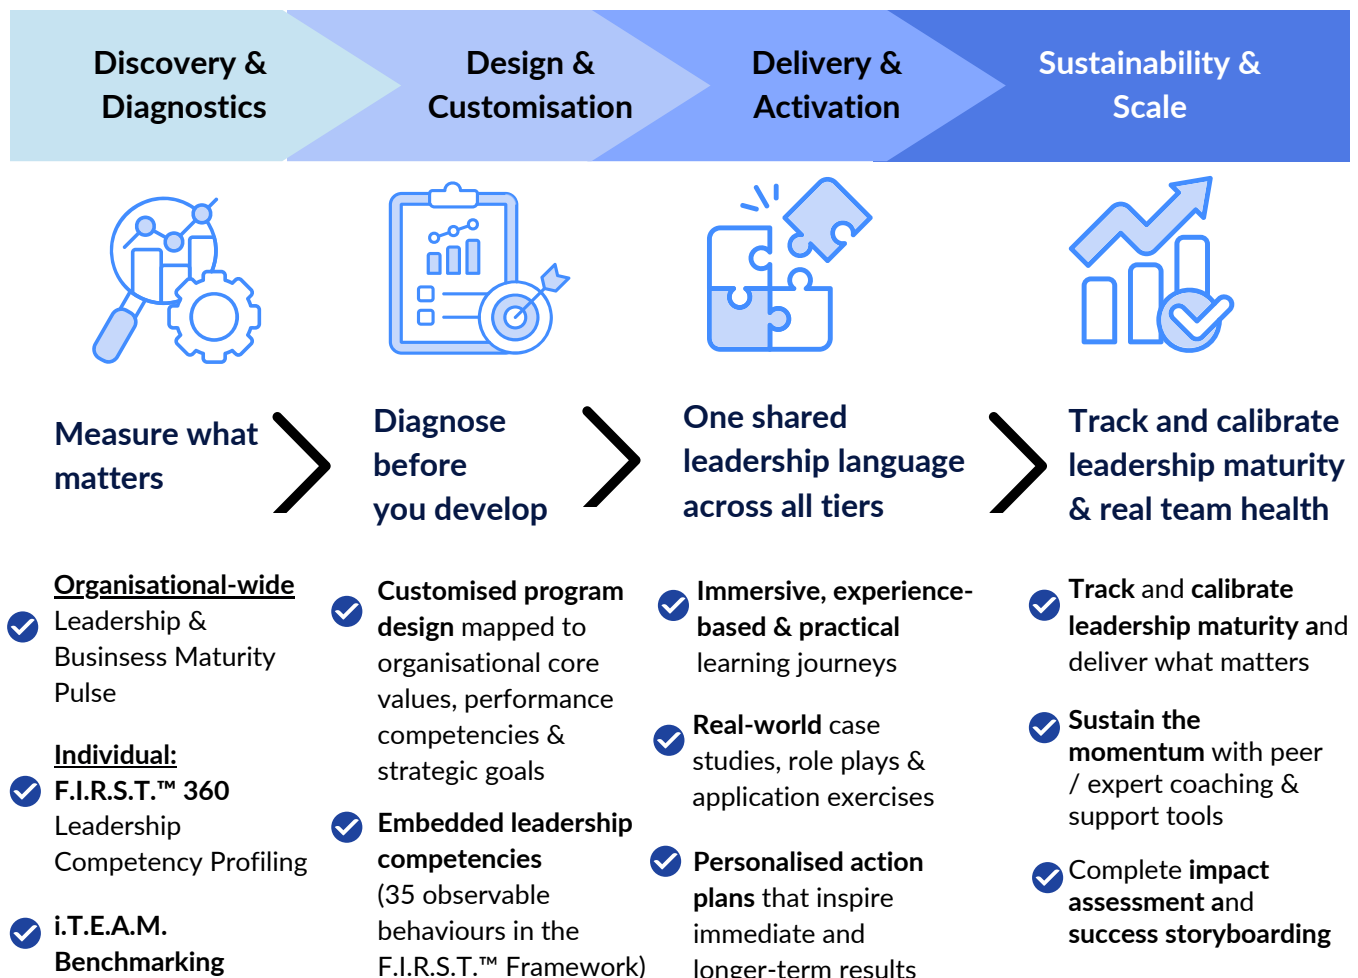 Discovery &
Diagnostics
Design &
Customisation
Delivery &
Activation
Sustainability &
Scale
Measure what
matters
Diagnose
before
you develop
One shared
leadership language
across all tiers
Track and calibrate
leadership maturity
& real team health
Organisational-wide
Leadership &
Businsess Maturity
Pulse
Individual:
F.I.R.S.T.™ 360
Leadership
Competency Profiling
i.T.E.A.M.
Benchmarking
Customised program
design mapped to
organisational core
values, performance
competencies &
strategic goals
Embedded leadership
competencies
(35 observable
behaviours in the
F.I.R.S.T.™ Framework)
Immersive, experience-
based & practical
learning journeys
Real-world case
studies, role plays &
application exercises
Personalised action
plans that inspire
immediate and
longer-term results
Track and calibrate
leadership maturity and
deliver what matters
Sustain the
momentum with peer
/ expert coaching &
support tools
Complete impact
assessment and
success storyboarding